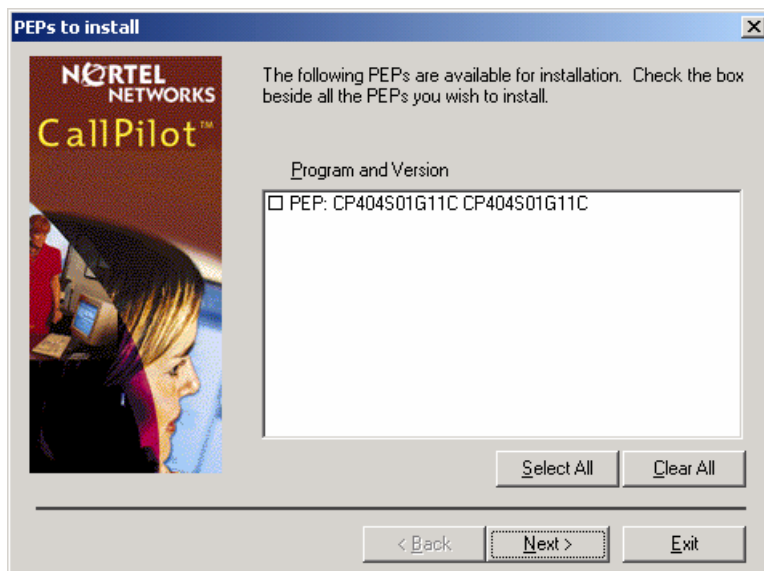 PEPs to install
NORTEL
NETWORKS
CallPilot™
The following PEPs are available for installation. Check the box
beside all the PEPs you wish to install.
Program and Version
PEP: CP404S01G11C CP404S01G11C
Select All
Clear All
< Back
Next >
Exit